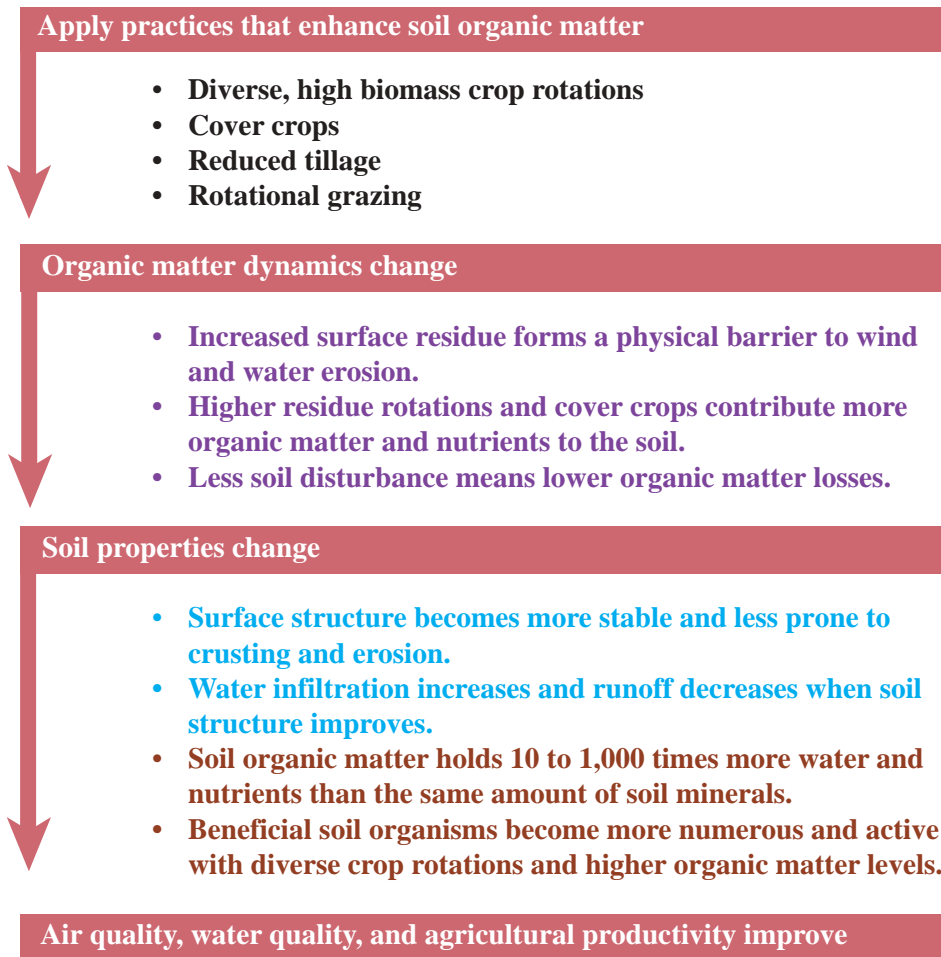 Apply practices that enhance soil organic matter
• Diverse, high biomass crop rotations
• Cover crops
• Reduced tillage
• Rotational grazing
Organic matter dynamics change
• Increased surface residue forms a physical barrier to wind
and water erosion.
• Higher residue rotations and cover crops contribute more
organic matter and nutrients to the soil.
• Less soil disturbance means lower organic matter losses.
Soil properties change
• Surface structure becomes more stable and less prone to
crusting and erosion.
• Water infiltration increases and runoff decreases when soil
structure improves.
• Soil organic matter holds 10 to 1,000 times more water and
nutrients than the same amount of soil minerals.
• Beneficial soil organisms become more numerous and active
with diverse crop rotations and higher organic matter levels.
Air quality, water quality, and agricultural productivity improve